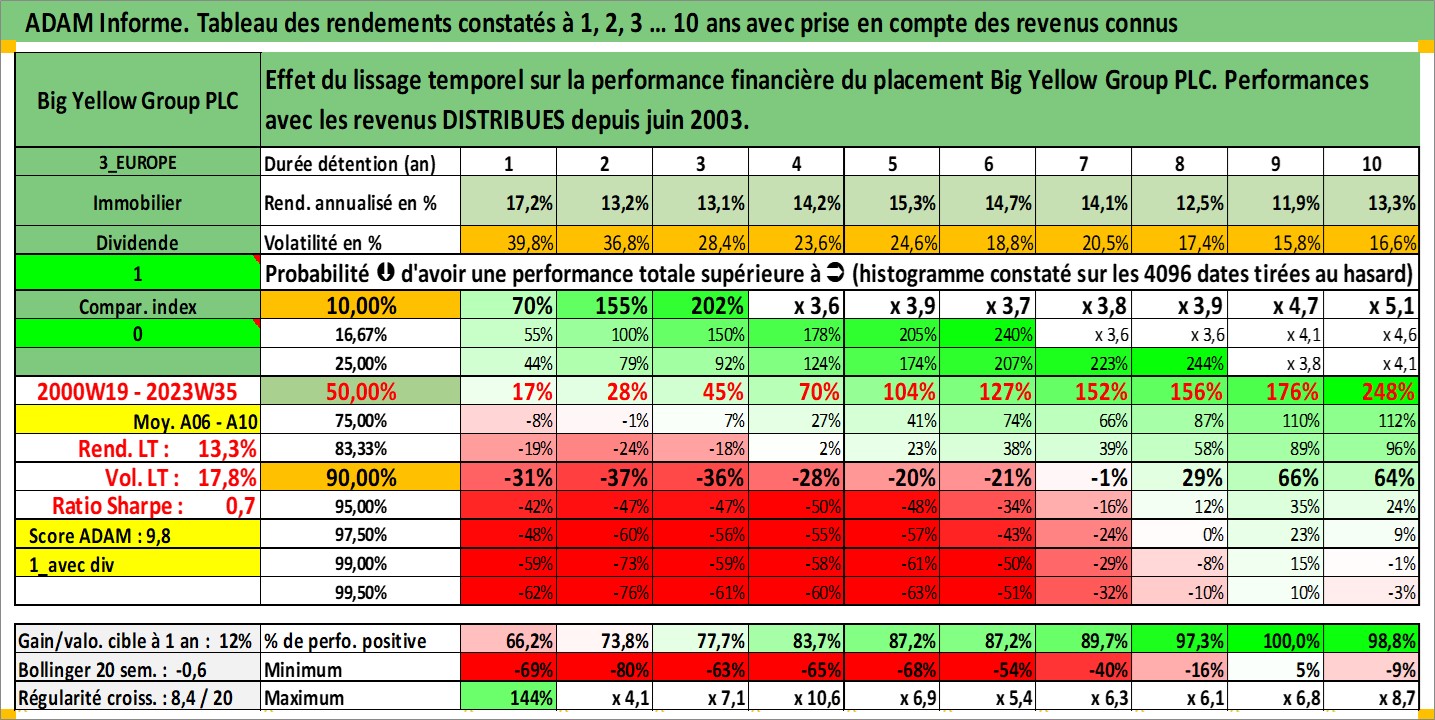 ADAM Informe. Tableau des rendements constatés à 1, 2, 3 ... 10 ans avec prise en compte des revenus connus
Big Yellow Group PLC
Effet du lissage temporel sur la performance financière du placement Big Yellow Group PLC. Performances
avec les revenus DISTRIBUES depuis juin 2003.
3_EUROPE Durée détention (an) 1 2 3 4 5 6 7 8 9 10
Immobilier Rend. annualisé en % 17,2% 13,2% 13,1% 14,2% 15,3% 14,7% 14,1% 12,5% 11,9% 13,3%
Dividende Volatilité en % 39,8% 36,8% 28,4% 23,6% 24,6% 18,8% 20,5% 17,4% 15,8% 16,6%
1 Probabilité ⬇ d'avoir une performance totale supérieure à ➲ (histogramme constaté sur les 4096 dates tirées au hasard)
Compar. index 10,00% 70% 155% 202% x 3,6 x 3,9 x 3,7 x 3,8 x 3,9 x 4,7 x 5,1
0 16,67% 55% 100% 150% 178% 205% 240% x 3,6 x 3,6 x 4,1 x 4,6
25,00% 44% 79% 92% 124% 174% 207% 223% 244% x 3,8 x 4,1
2000W19 - 2023W35 50,00% 17% 28% 45% 70% 104% 127% 152% 156% 176% 248%
Moy. A06 - A10 75,00% -8% -1% 7% 27% 41% 74% 66% 87% 110% 112%
Rend. LT : 13,3% 83,33% -19% -24% -18% 2% 23% 38% 39% 58% 89% 96%
Vol. LT : 17,8% 90,00% -31% -37% -36% -28% -20% -21% -1% 29% 66% 64%
Ratio Sharpe : 0,7 95,00% -42% -47% -47% -50% -48% -34% -16% 12% 35% 24%
Score ADAM : 9,8 97,50% -48% -60% -56% -55% -57% -43% -24% 0% 23% 9%
1_avec div 99,00% -59% -73% -59% -59% -61% -50% -29% -8% 15% -1%
99,50% -62% -76% -61% -60% -63% -51% -32% -10% 10% -3%
Gain/valo. cible à 1 an : 12% % de perfo. positive 66,2% 73,8% 77,7% 83,7% 87,2% 87,2% 89,7% 97,3% 100,0% 98,8%
Bollinger 20 sem. : -0,6 Minimum -69% -80% -63% -65% -68% -54% -40% -16% 5% -9%
Régularité croiss. : 8,4 / 20 Maximum 144% x 4,1 x 7,1 x 10,6 x 6,9 x 5,4 x 6,3 x 6,1 x 6,8 x 8,7